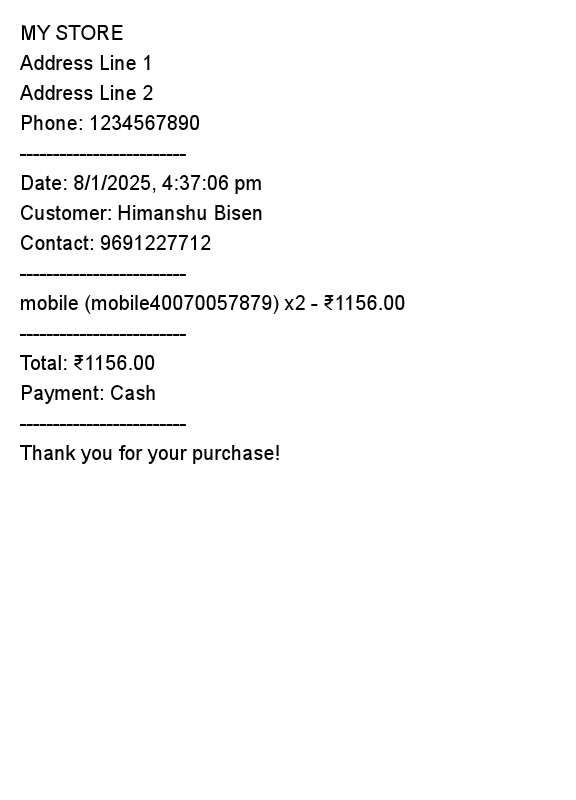 MY STORE
Address Line 1
Address Line 2
Phone: 1234567890
-------------------------
Date: 8/1/2025, 4:37:06 pm
Customer: Himanshu Bisen
Contact: 9691227712
-------------------------
mobile (mobile40070057879) x2 - ₹1156.00
-------------------------
Total: ₹1156.00
Payment: Cash
-------------------------
Thank you for your purchase!